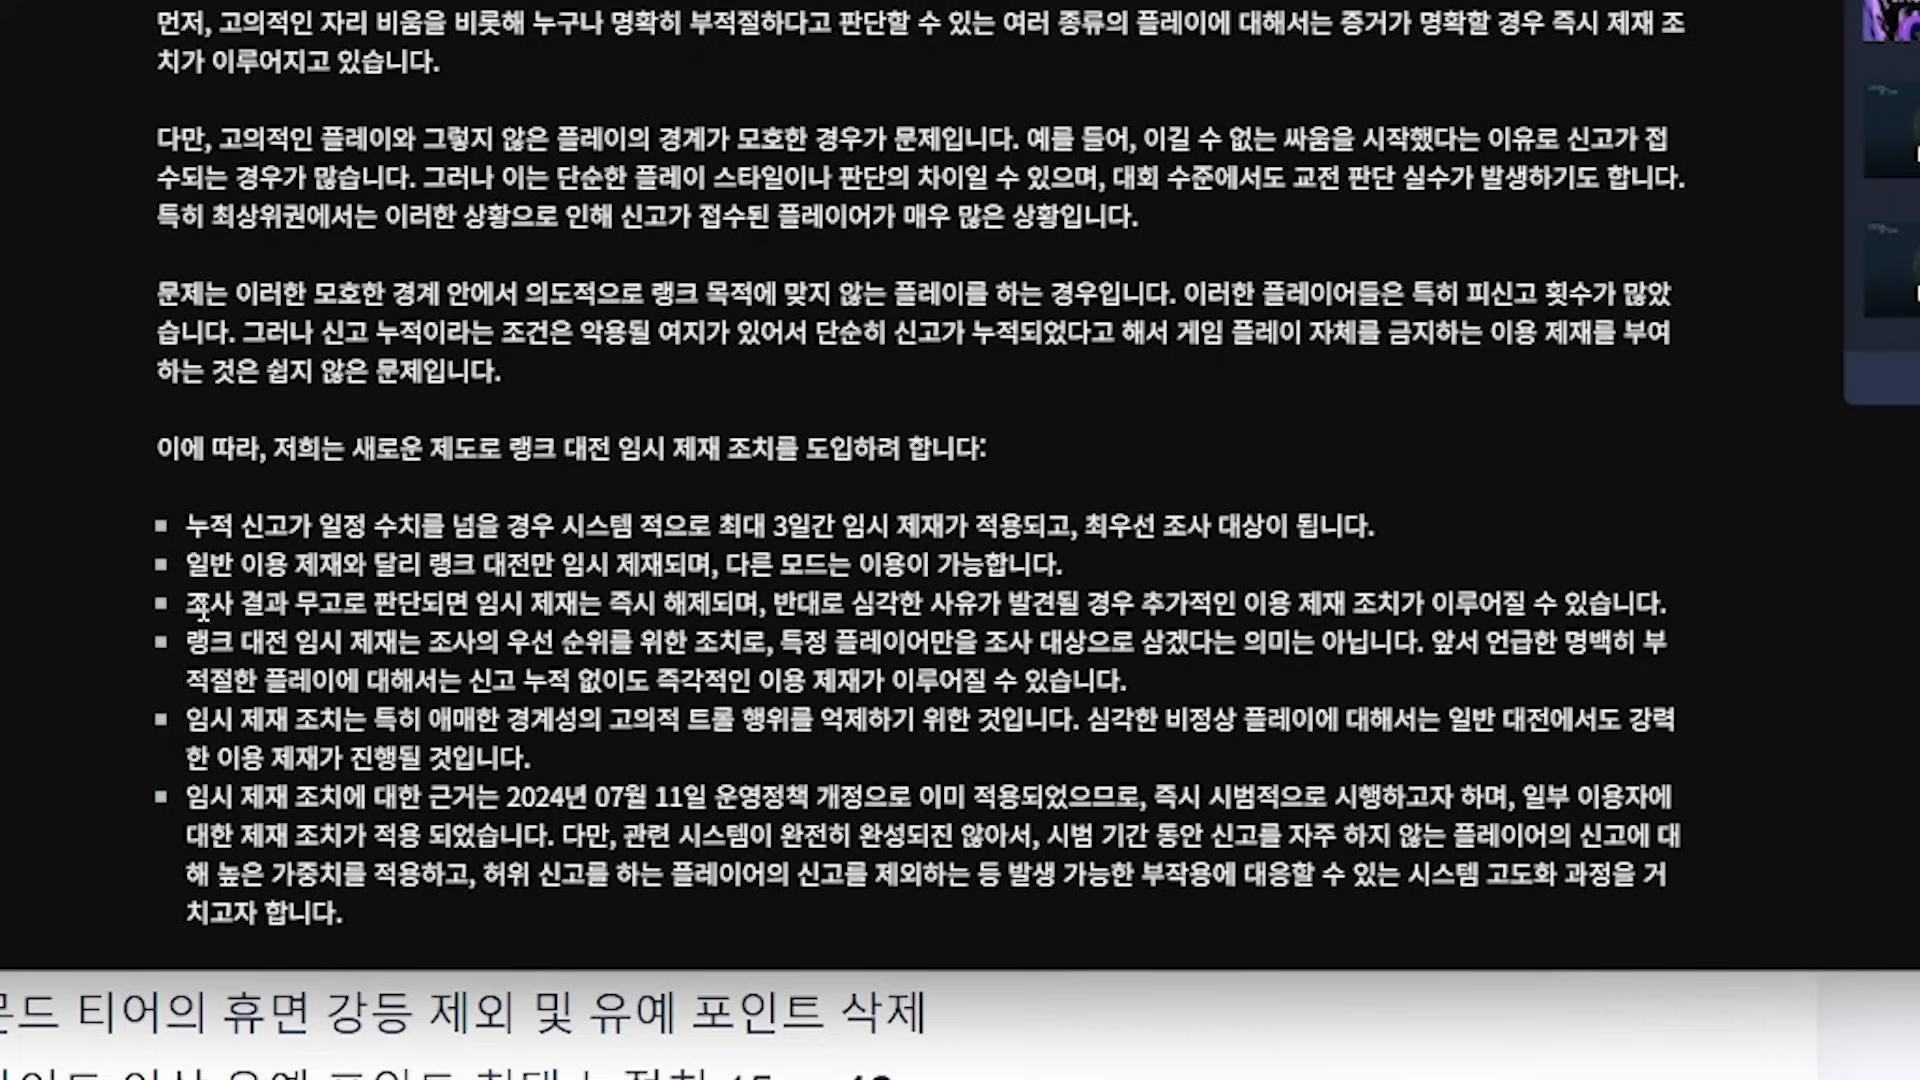 먼저, 고의적인 자리 비움을 비롯해 누구나 명확히 부적절하다고 판단할 수 있는 여러 종류의 플레이에 대해서는 증거가 명확할 경우 즉시 제재 조
치가 이루어지고 있습니다.
다만, 고의적인 플레이와 그렇지 않은 플레이의 경계가 모호한 경우가 문제입니다. 예를 들어, 이길 수 없는 싸움을 시작했다는 이유로 신고가 접
수되는 경우가 많습니다. 그러나 이는 단순한 플레이 스타일이나 판단의 차이일 수 있으며, 대회 수준에서도 교전 판단 실수가 발생하기도 합니다.
특히 최상위권에서는 이러한 상황으로 인해 신고가 접수된 플레이어가 매우 많은 상황입니다.
문제는 이러한 모호한 경계 안에서 의도적으로 랭크 목적에 맞지 않는 플레이를 하는 경우입니다. 이러한 플레이어들은 특히 피신고 횟수가 많았
습니다. 그러나 신고 누적이라는 조건은 악용될 여지가 있어서 단순히 신고가 누적되었다고 해서 게임 플레이 자체를 금지하는 이용 제재를 부여
하는 것은 쉽지 않은 문제입니다.
이에 따라, 저희는 새로운 제도로 랭크 대전 임시 제재 조치를 도입하려 합니다:
누적 신고가 일정 수치를 넘을 경우 시스템 적으로 최대 3일간 임시 제재가 적용되고, 최우선 조사 대상이 됩니다.
일반 이용 제재와 달리 랭크 대전만 임시 제재되며, 다른 모드는 이용이 가능합니다.
조사 결과 무고로 판단되면 임시 제재는 즉시 해제되며, 반대로 심각한 사유가 발견될 경우 추가적인 이용 제재 조치가 이루어질 수 있습니다.
랭크 대전 임시 제재는 조사의 우선 순위를 위한 조치로, 특정 플레이어만을 조사 대상으로 삼겠다는 의미는 아닙니다. 앞서 언급한 명백히 부
적절한 플레이에 대해서는 신고 누적 없이도 즉각적인 이용 제재가 이루어질 수 있습니다.
임시 제재 조치는 특히 애매한 경계성의 고의적 트롤 행위를 억제하기 위한 것입니다. 심각한 비정상 플레이에 대해서는 일반 대전에서도 강력
한 이용 제재가 진행될 것입니다.
임시 제재 조치에 대한 근거는 2024년 07월 11일 운영정책 개정으로 이미 적용되었으므로, 즉시 시범적으로 시행하고자 하며, 일부 이용자에
대한 제재 조치가 적용 되었습니다. 다만, 관련 시스템이 완전히 완성되진 않아서, 시범 기간 동안 신고를 자주 하지 않는 플레이어의 신고에 대
해 높은 가중치를 적용하고, 허위 신고를 하는 플레이어의 신고를 제외하는 등 발생 가능한 부작용에 대응할 수 있는 시스템 고도화 과정을 거
치고자 합니다.
티어의 휴면 강등 제외 및 유예 포인트 삭제